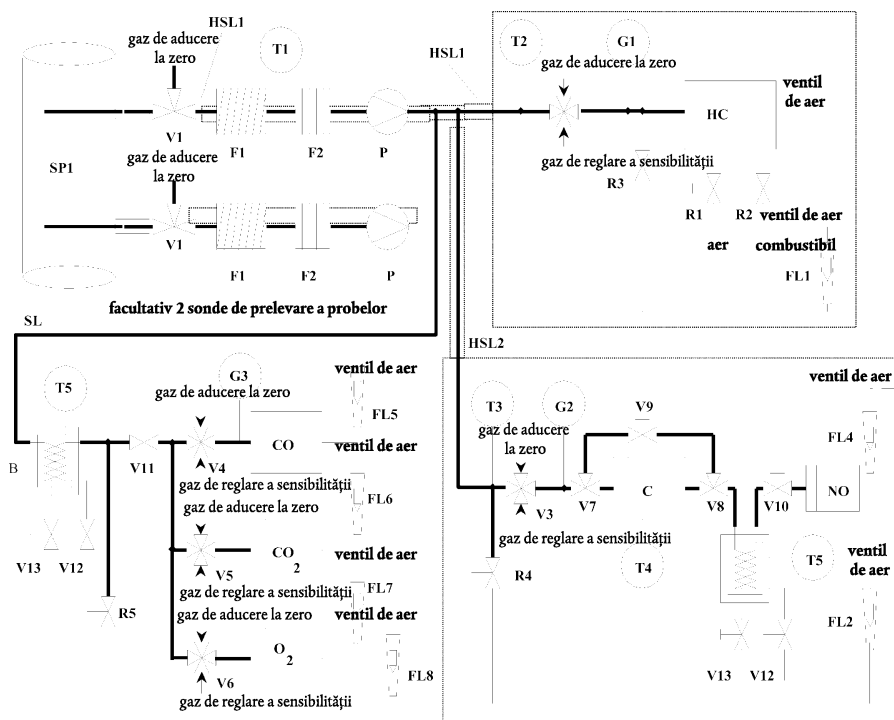 HSL1
gaz de aducere
la zero
T1
V1
F1
F2
P
SP1
gaz de aducere
la zero
V1
F1
F2
P
facultativ 2 sonde de prelevare a probelor
SL
HSL1
T2
G1
gaz de aducere la zero
HC
ventil
de aer
gaz de reglare a sensibilității
R3
R1
R2
ventil de aer
aer
combustibil
FL1
HSL2
T5
G3
gaz de aducere la zero
ventil de aer
FL5
CO
ventil de aer
B
V11
V4
gaz de reglare a sensibilității
gaz de aducere la zero
FL6
V13
V12
CO2
ventil de aer
V5
gaz de reglare a sensibilității
gaz de aducere la zero
FL7
ventil de aer
R5
O2
FL8
V6
gaz de reglare a sensibilității
T3
G2
V9
ventil de aer
gaz de aducere
la zero
FL4
V3
V7
C
V8
V10
NO
gaz de reglare a sensibilității
R4
T4
T5
ventil
de aer
FL2
V13
V12